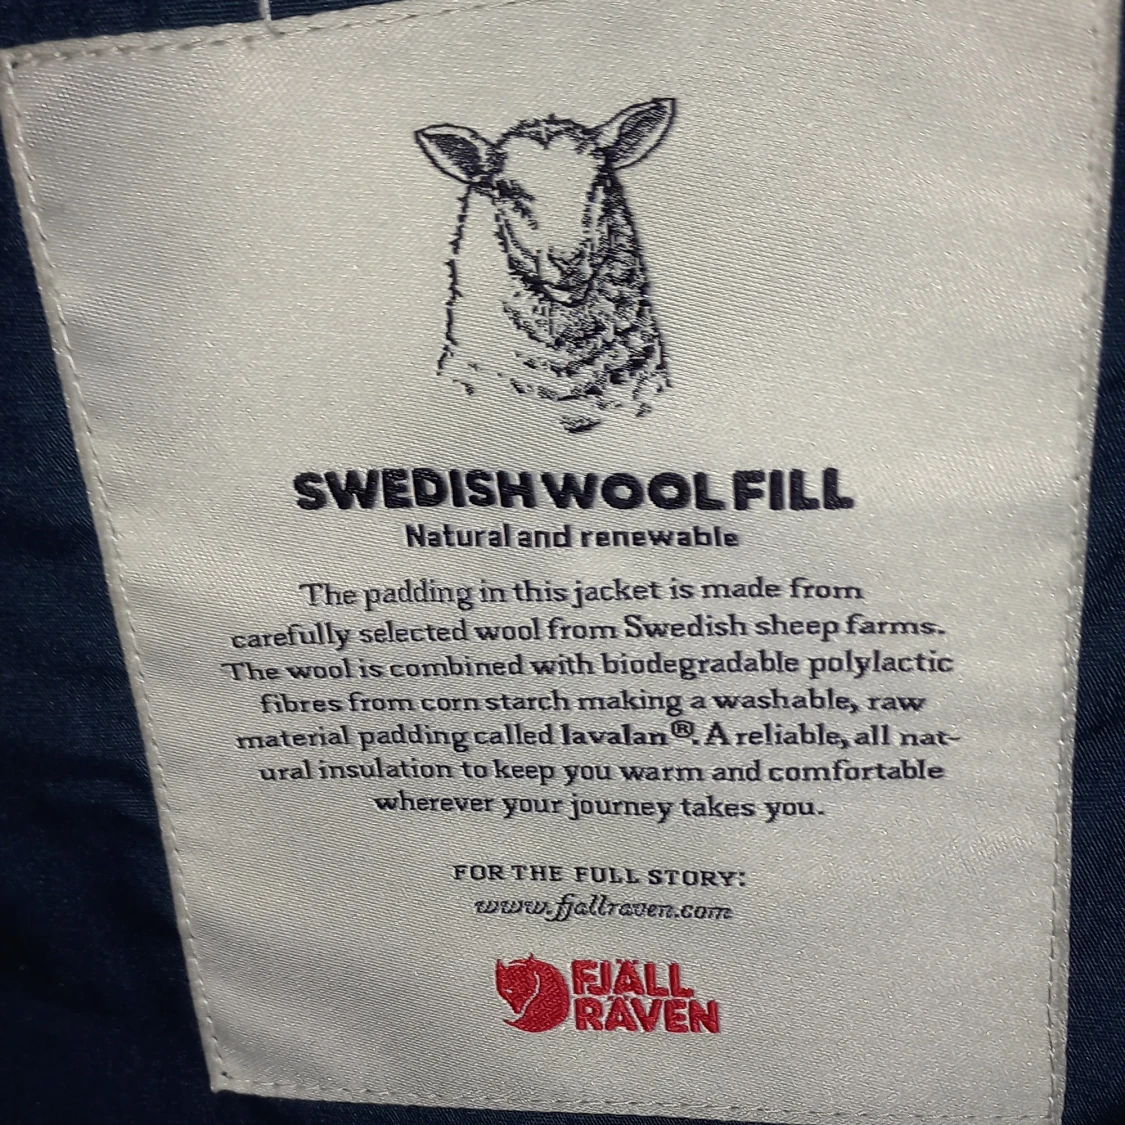 SWEDISH WOOL FILL
Natural and renewable
The padding in this jacket is made from
carefully selected wool from Swedish sheep farms.
The wool is combined with biodegradable polylactic
fibres from corn starch making a washable, raw
material padding called lavalan®. A reliable, all nat-
ural insulation to keep you warm and comfortable
wherever your journey takes you.
FOR THE FULL STORY:
www.fjallraven.com
FJÄLL
RÄVEN